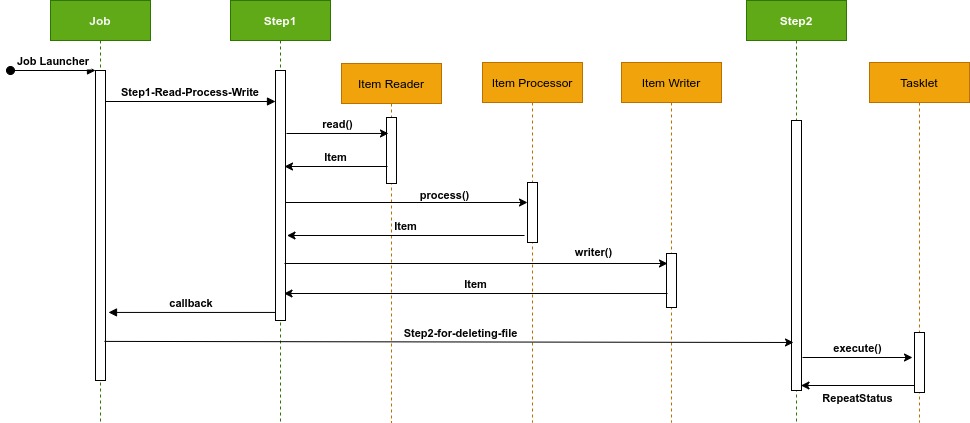 Job
Step1
Step2
Job Launcher
Item Reader
Item Processor
Item Writer
Tasklet
Step1-Read-Process-Write
read()
Item
process()
Item
writer()
Item
callback
Step2-for-deleting-file
execute()
RepeatStatus